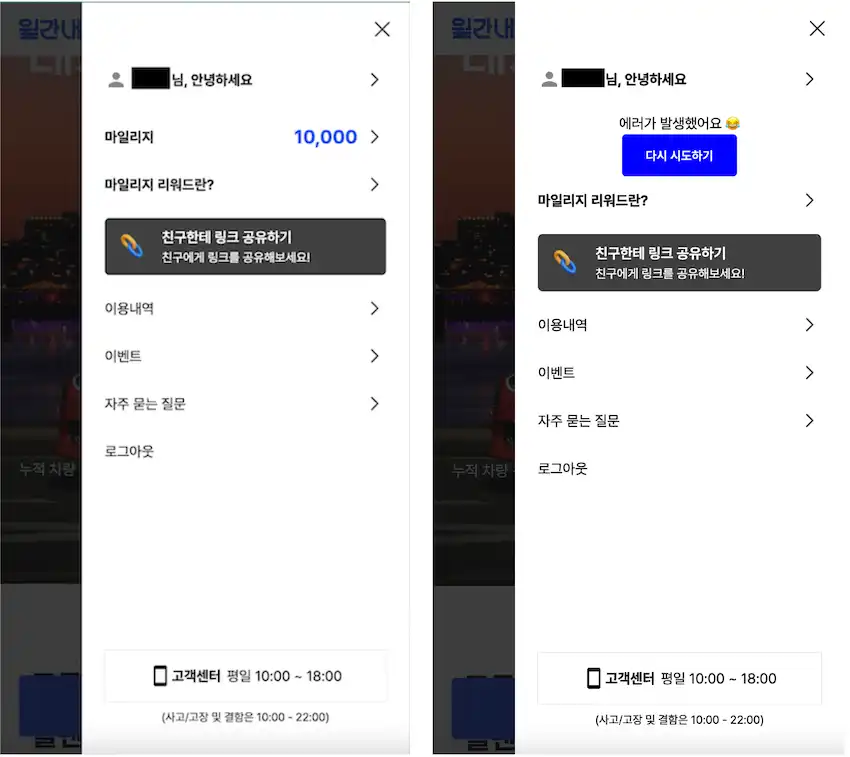 월간내
님, 안녕하세요
마일리지 10,000
마일리지 리워드란?
친구한테 링크 공유하기
친구에게 링크를 공유해보세요!
이용내역
이벤트
자주 묻는 질문
로그아웃
누적 차량
고객센터 평일 10:00 ~ 18:00
(사고/고장 및 결함은 10:00 - 22:00)
월간내
님, 안녕하세요
에러가 발생했어요 😂
다시 시도하기
마일리지 리워드란?
친구한테 링크 공유하기
친구에게 링크를 공유해보세요!
이용내역
이벤트
자주 묻는 질문
로그아웃
누적 차량
고객센터 평일 10:00 ~ 18:00
(사고/고장 및 결함은 10:00 - 22:00)